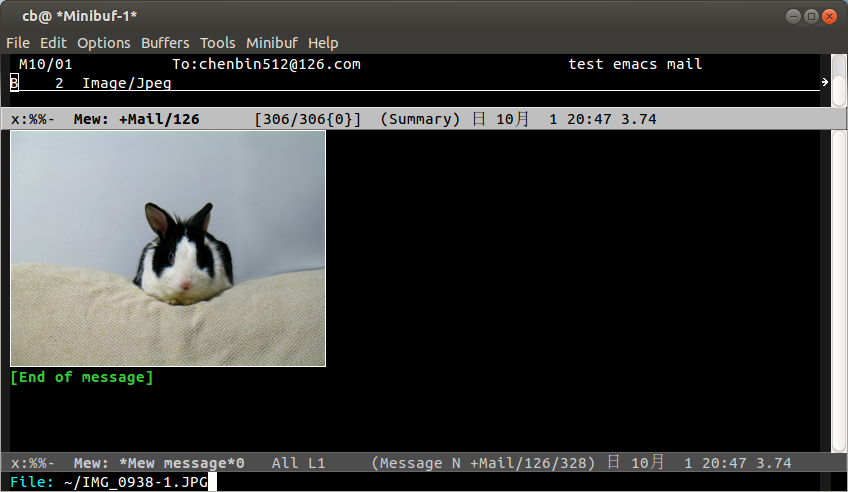 cb@ *Minibuf-1*
File Edit Options Buffers Tools Minibuf Help
M10/01 To:chenbin512@126.com test emacs mail
B 2 Image/Jpeg
x:%%- Mew: +Mail/126 [306/306{0}] (Summary) 日 10月 1 20:47 3.74
[End of message]
x:%%- Mew: *Mew message*0 All L1 (Message N +Mail/126/328) 日 10月 1 20:47 3.74
File: ~/IMG_0938-1.JPG